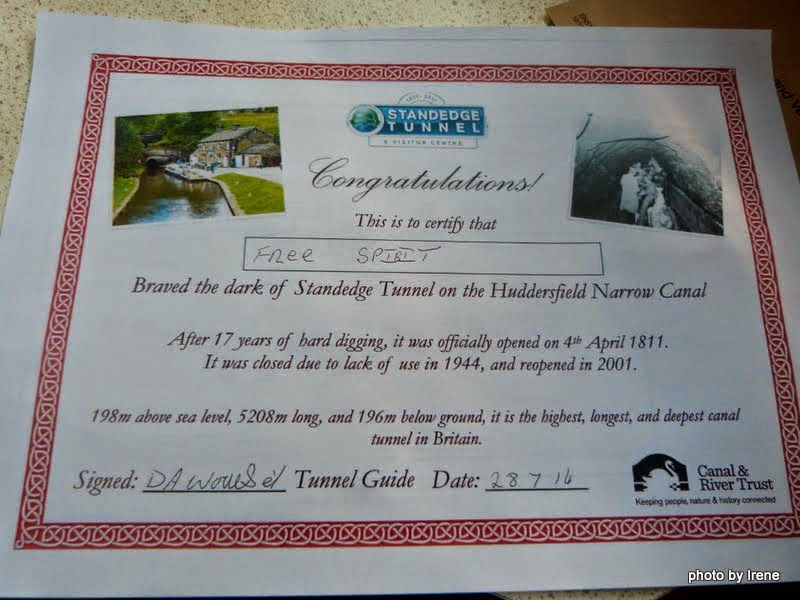 1811-2011
STANDEDGE
TUNNEL
& VISITOR CENTRE
Congratulations!
This is to certify that
FREE SPIRIT
Braved the dark of Standedge Tunnel on the Huddersfield Narrow Canal
After 17 years of hard digging, it was officially opened on 4th April 1811.
It was closed due to lack of use in 1944, and reopened in 2001.
198m above sea level, 5208m long, and 196m below ground, it is the highest, longest, and deepest canal
tunnel in Britain.
Signed: Tunnel Guide Date: 28 7 14
Canal &
River Trust
Keeping people, nature & history connected
photo by Irene